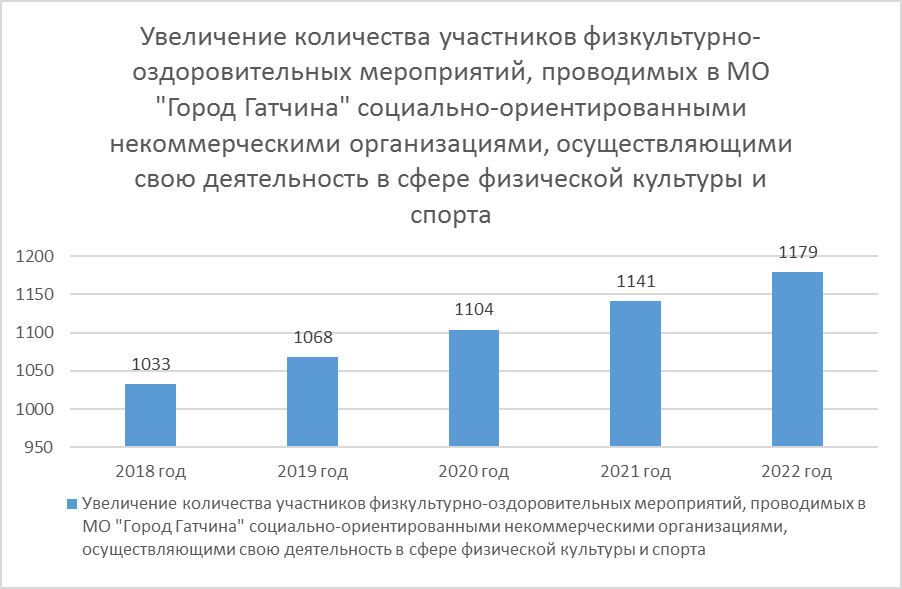 Увеличение количества участников физкультурно-
оздоровительных мероприятий, проводимых в МО
"Город Гатчина" социально-ориентированными
некоммерческими организациями, осуществляющими
свою деятельность в сфере физической культуры и
спорта
1200
1150
1100
1050
1000
950
1033
1068
1104
1141
1179
2018 год
2019 год
2020 год
2021 год
2022 год
Увеличение количества участников физкультурно-оздоровительных мероприятий, проводимых в
МО "Город Гатчина" социально-ориентированными некоммерческими организациями,
осуществляющими свою деятельность в сфере физической культуры и спорта